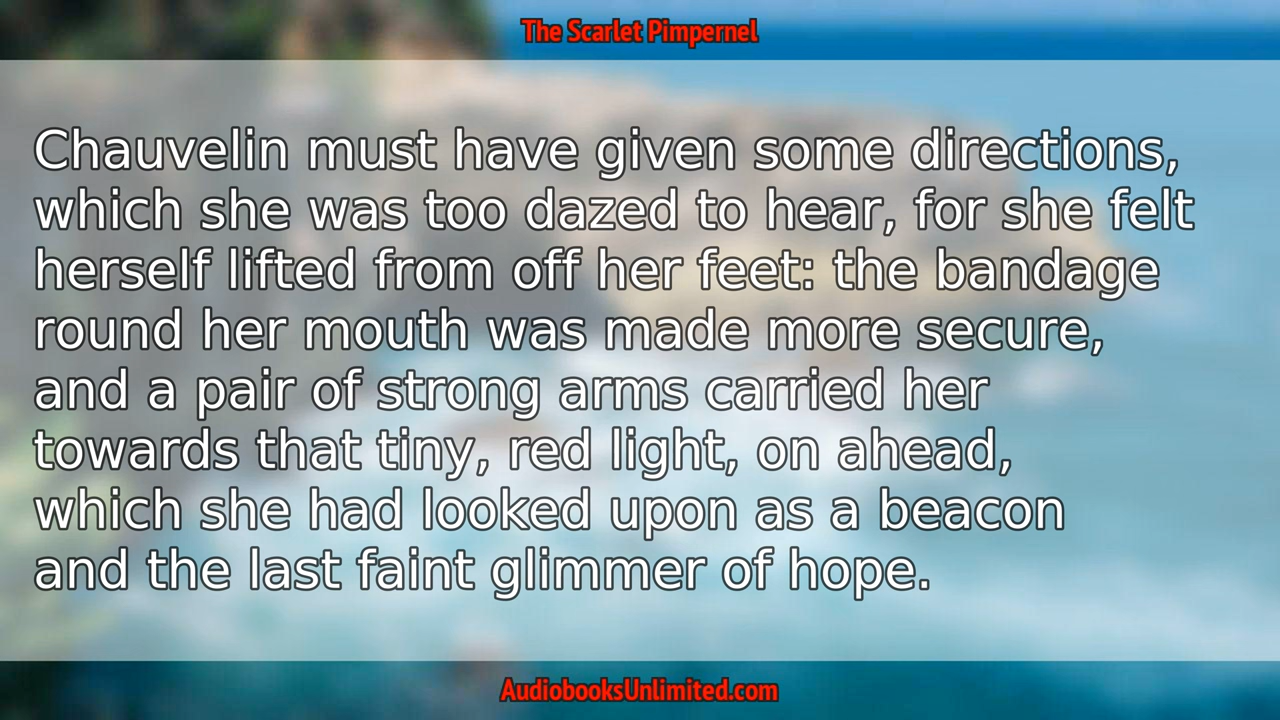 The Scarlet Pimpernel
Chauvelin must have given some directions,
which she was too dazed to hear, for she felt
herself lifted from off her feet: the bandage
round her mouth was made more secure,
and a pair of strong arms carried her
towards that tiny, red light, on ahead,
which she had looked upon as a beacon
and the last faint glimmer of hope.
AudiobooksUnlimited.com